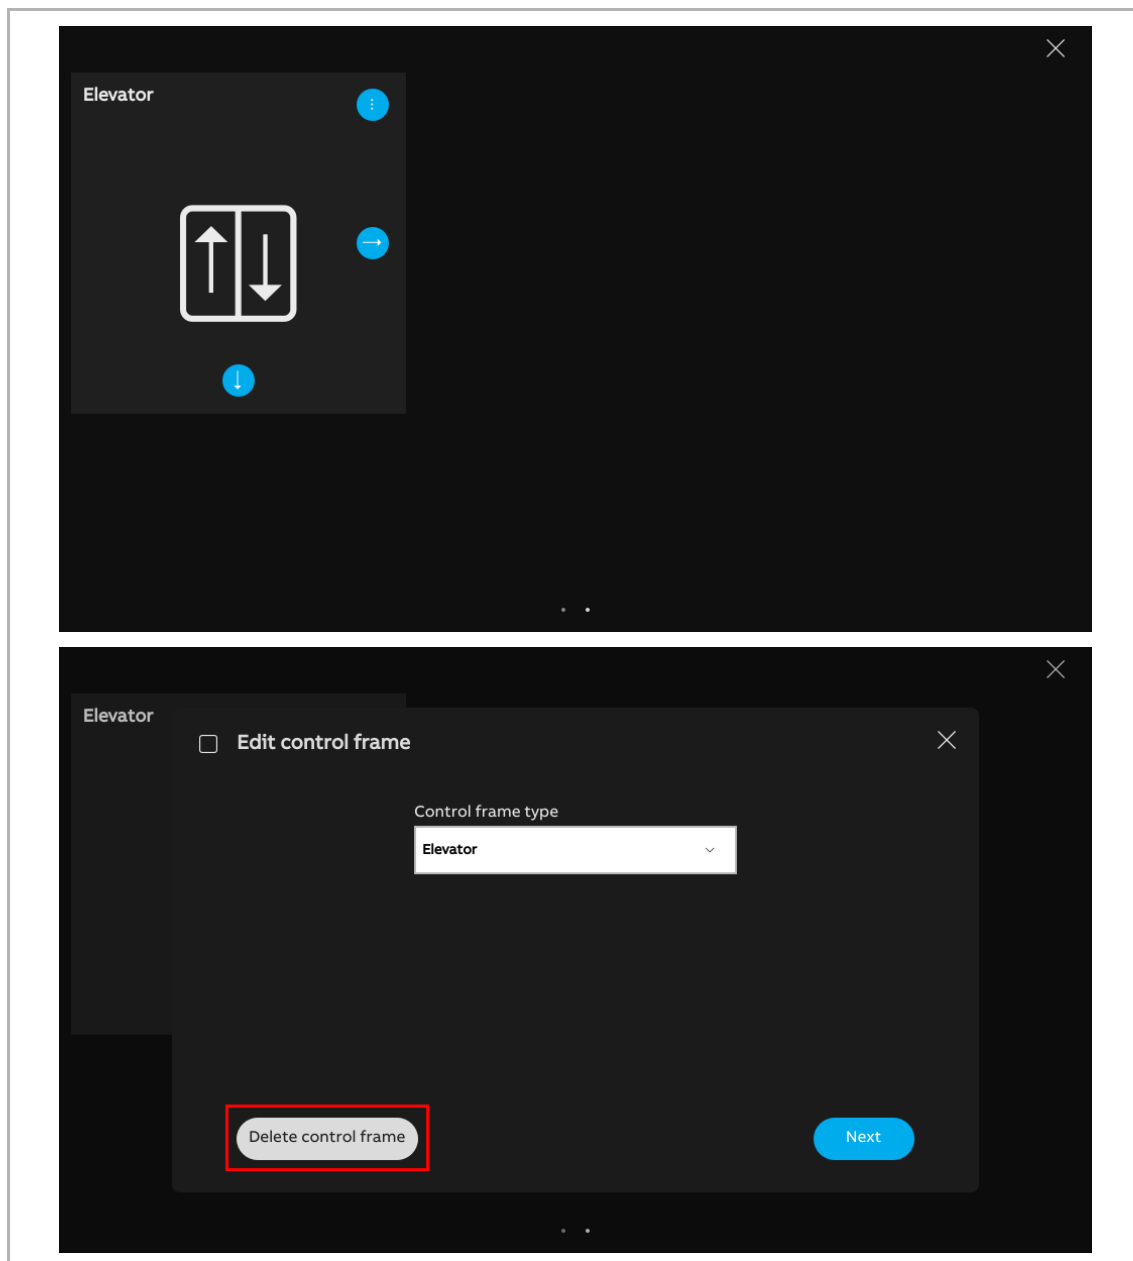 Elevator
Elevator
Edit control frame
Control frame type
Elevator
Delete control frame
Next